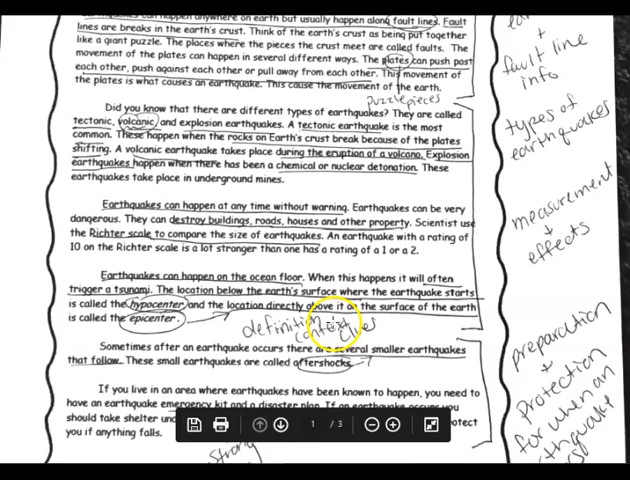 Earthquakes can happen anywhere on earth but usually happen along fault lines. Fault
lines are breaks in the earth's crust. Think of the earth's crust as being put together
like a giant puzzle. The places where the pieces the crust meet are called faults. The
movement of the plates can happen in several different ways. The plates can push past
each other, push against each other or pull away from each other. This movement of
the plates is what causes an earthquake. This cause the movement of the earth.
puzzle pieces
Did you know that there are different types of earthquakes? They are called
tectonic, volcanic and explosion earthquakes. A tectonic earthquake is the most
common. These happen when the rocks on Earth's crust break because of the plates
shifting. A volcanic earthquake takes place during the eruption of a volcano. Explosion
earthquakes happen when there has been a chemical or nuclear detonation. These
earthquakes take place in underground mines.
Earthquakes can happen at any time without warning. Earthquakes can be very
dangerous. They can destroy buildings, roads, houses and other property. Scientist use
the Richter scale to compare the size of earthquakes. An earthquake with a rating of
10 on the Richter scale is a lot stronger than one has a rating of a 1 or a 2.
Earthquakes can happen on the ocean floor. When this happens it will often
trigger a tsunami. The location below the earth's surface where the earthquake starts
is called the hypocenter and the location directly above it on the surface of the earth
is called the epicenter.
definition
context clues
Sometimes after an earthquake occurs there are several smaller earthquakes
that follow. These small earthquakes are called aftershocks.
If you live in an area where earthquakes have been known to happen, you need to
have an earthquake emergency kit and a disaster plan. If an earthquake occurs you
should take shelter un
otect
you if anything falls.
strong
+
fault line
info
types of
earthquakes
measurement
+
effects
preparation
+
protection
for when an
earthquake
1 / 3